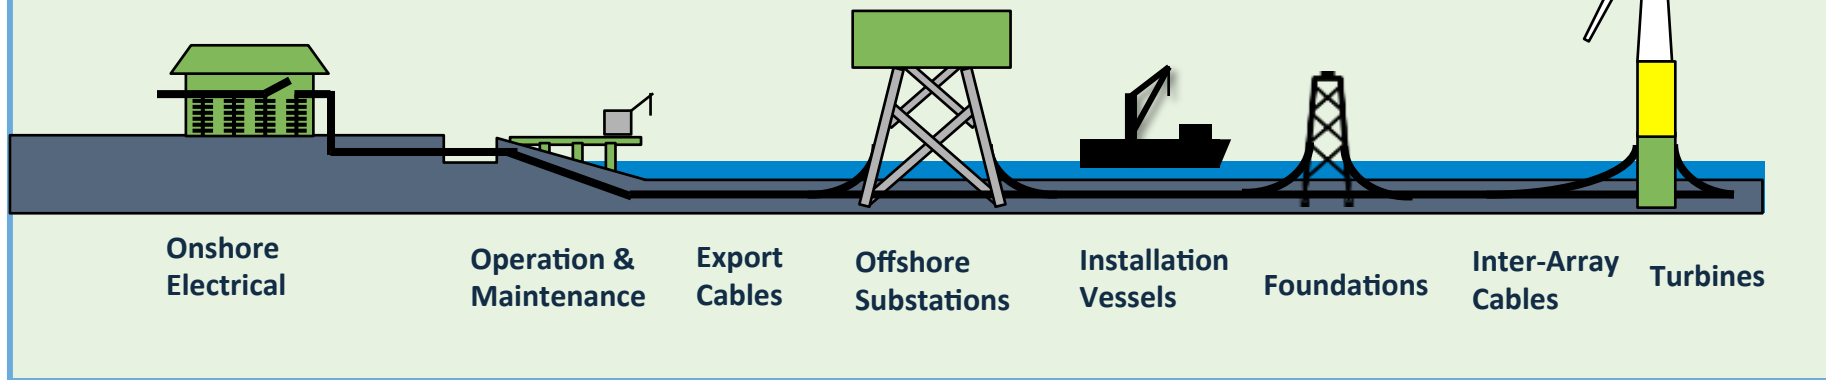 Onshore
Electrical
Operation &
Maintenance
Export
Cables
Offshore
Substations
Installation
Vessels
Foundations
Inter-Array
Cables
Turbines